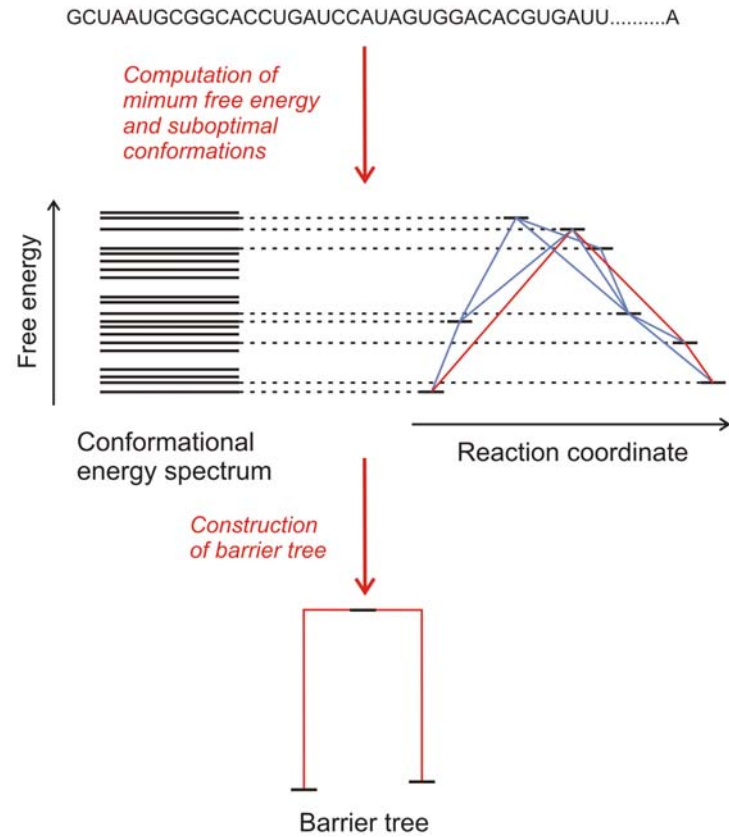 GCUAAUGCGGCACCUGAUCCAUAGUGGACACGUGAUU..........A
Computation of
mimum free energy
and suboptimal
conformations
Free energy
Conformational
energy spectrum
Reaction coordinate
Construction
of barrier tree
Barrier tree